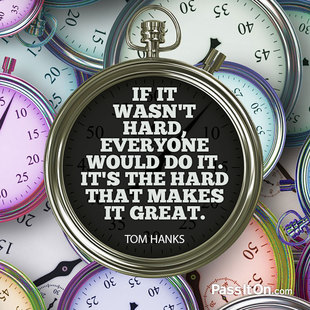 IF IT
WASN'T
HARD,
EVERYONE
WOULD DO IT.
IT'S THE HARD
THAT MAKES
IT GREAT.
TOM HANKS
PassItOn.com